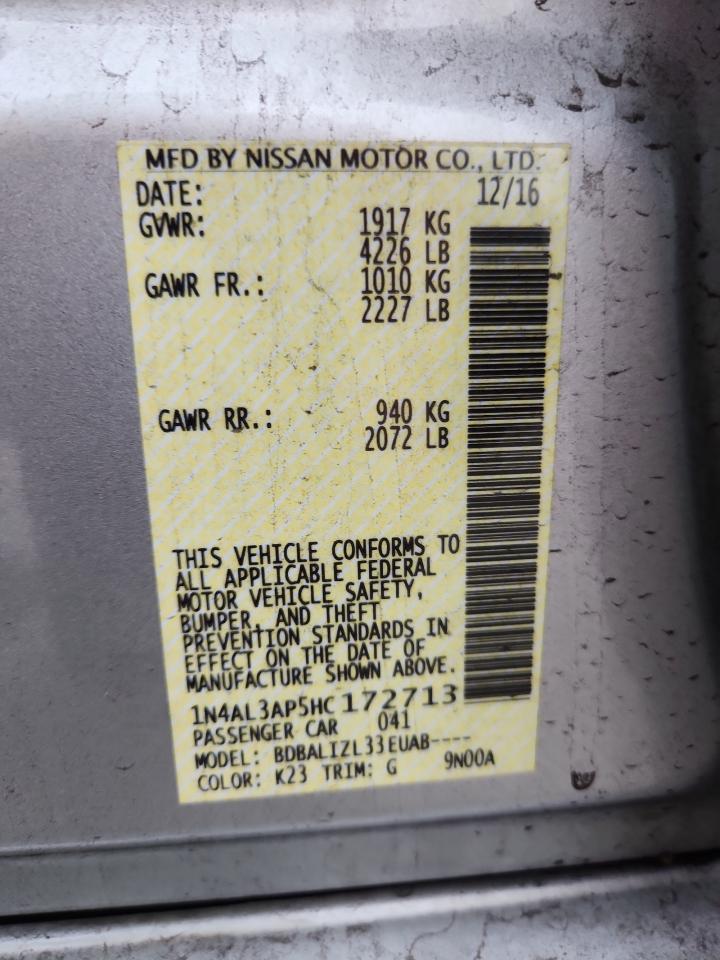 MFD BY NISSAN MOTOR CO., LTD.
DATE: 12/16
GVWR: 1917 KG
4226 LB
GAWR FR.: 1010 KG
2227 LB
GAWR RR.: 940 KG
2072 LB
THIS VEHICLE CONFORMS TO
ALL APPLICABLE FEDERAL
MOTOR VEHICLE SAFETY,
BUMPER, AND THEFT
PREVENTION STANDARDS IN
EFFECT ON THE DATE OF
MANUFACTURE SHOWN ABOVE.
1N4AL3AP5HC172713
PASSENGER CAR 041
MODEL: BDBALIZL33EUAB----
COLOR: K23 TRIM: G 9N00A